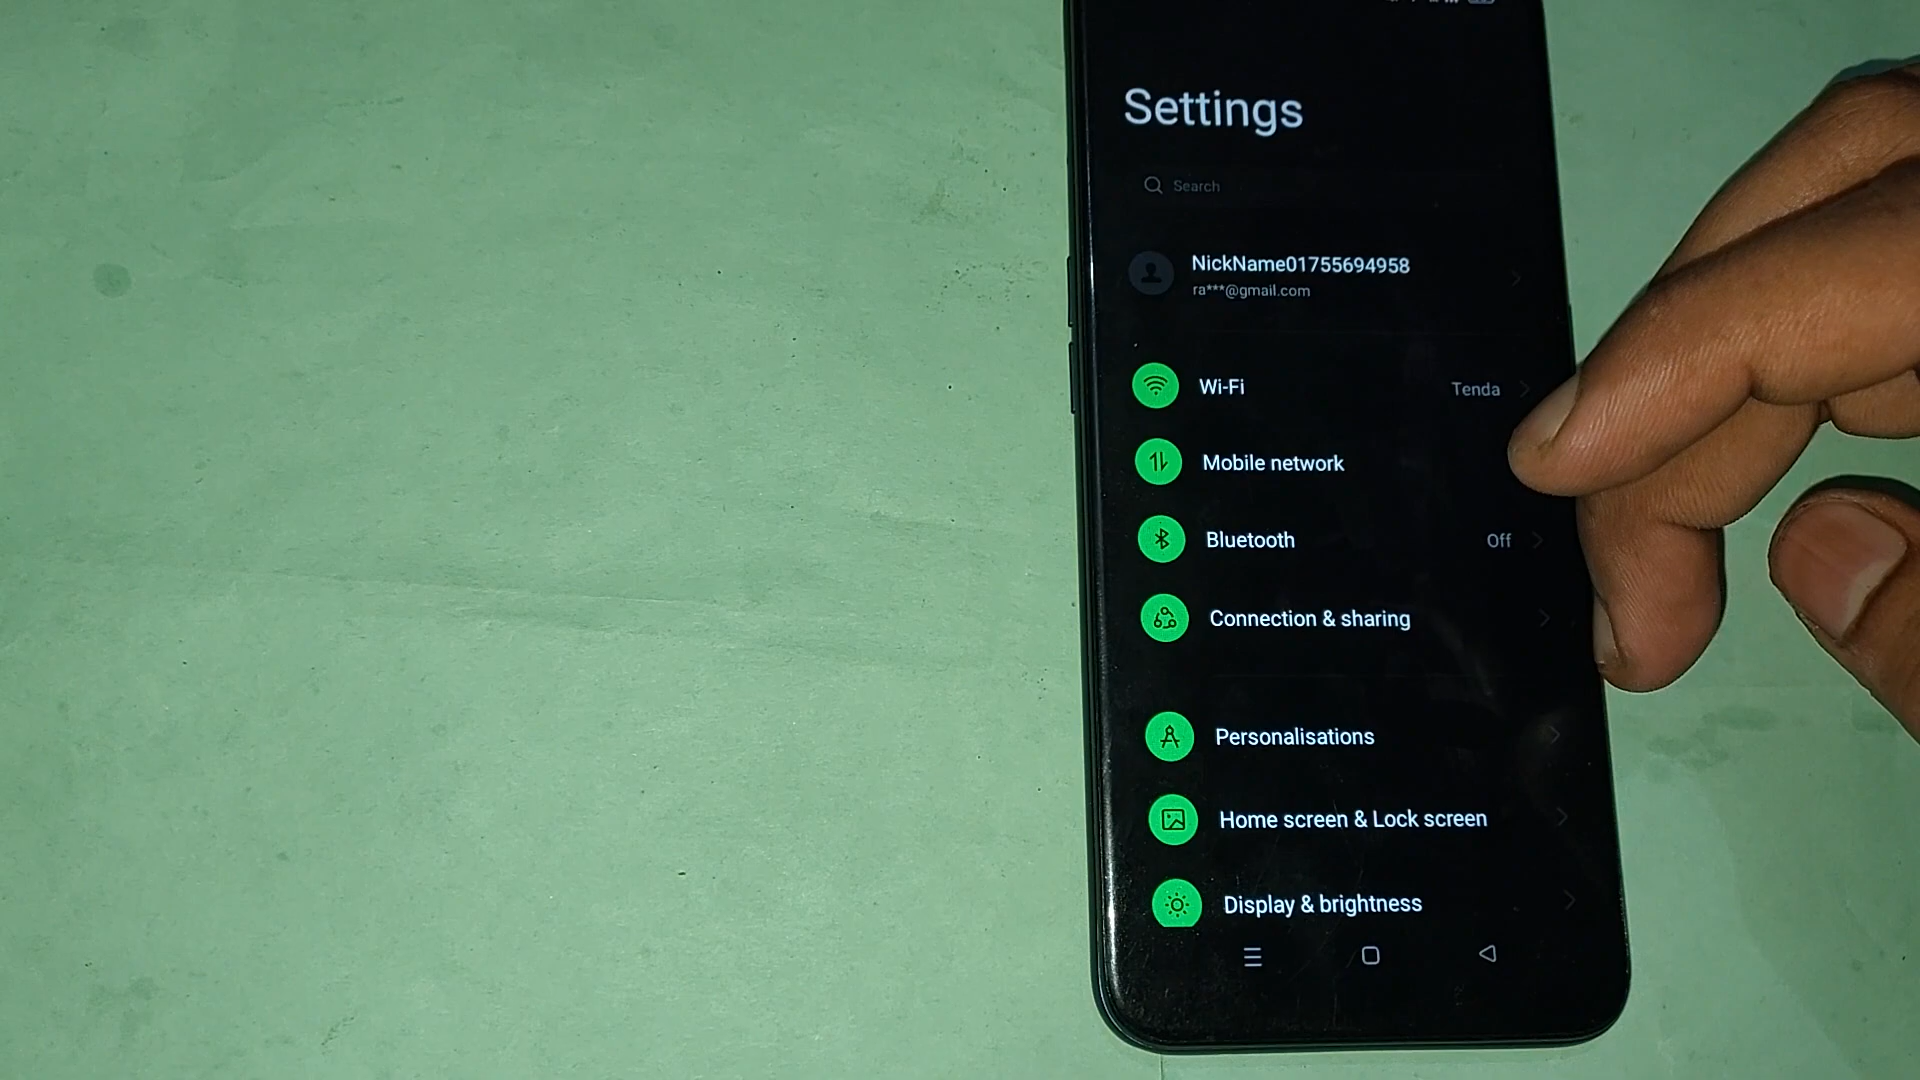 Settings
Search
NickName01755694958
ra***@gmail.com
Wi-Fi Tenda
Mobile network
Bluetooth Off
Connection & sharing
Personalisations
Home screen & Lock screen
Display & brightness